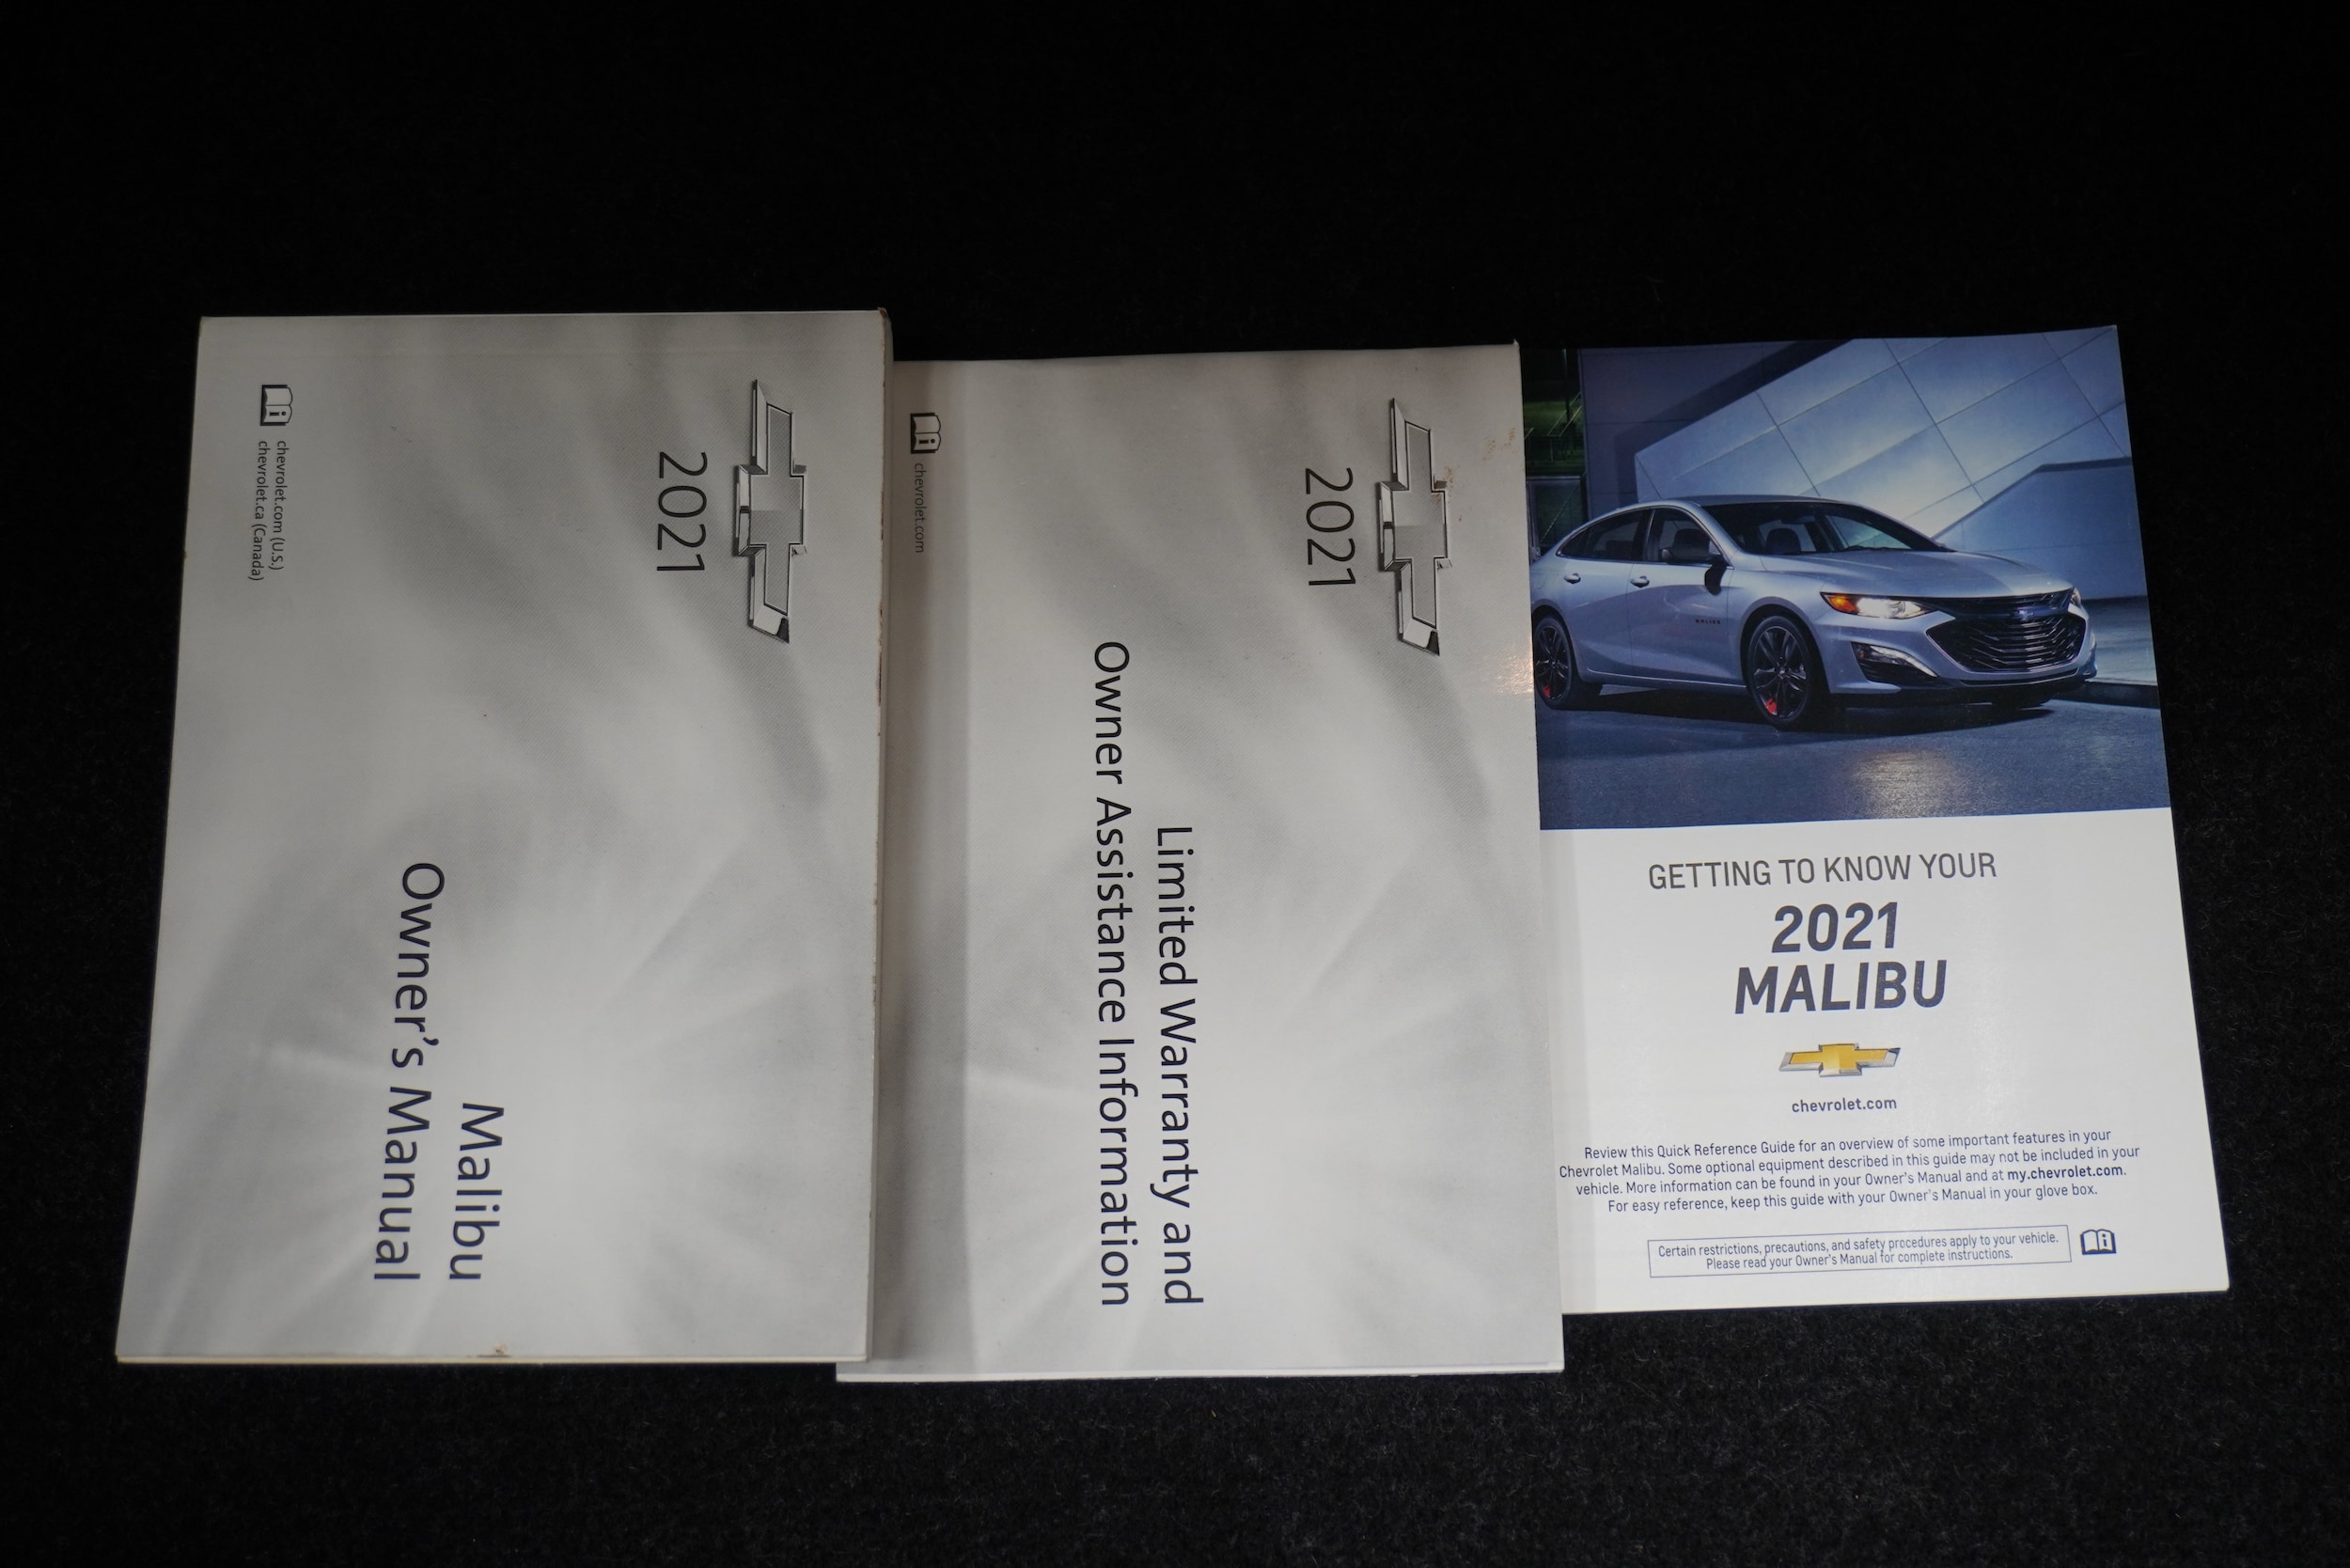 2021
Malibu
Owner's Manual
chevrolet.com (U.S.)
chevrolet.ca (Canada)
2021
Limited Warranty and
Owner Assistance Information
chevrolet.com
MALIBU
GETTING TO KNOW YOUR
2021
MALIBU
chevrolet.com
Review this Quick Reference Guide for an overview of some important features in your
Chevrolet Malibu. Some optional equipment described in this guide may not be included in your
vehicle. More information can be found in your Owner's Manual and at my.chevrolet.com.
For easy reference, keep this guide with your Owner's Manual in your glove box.
Certain restrictions, precautions, and safety procedures apply to your vehicle.
Please read your Owner's Manual for complete instructions.